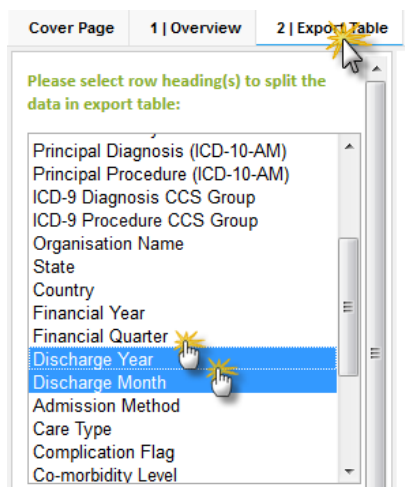 Cover Page 1 | Overview 2 | Export Table
Please select row heading(s) to split the
data in export table:
Principal Diagnosis (ICD-10-AM)
Principal Procedure (ICD-10-AM)
ICD-9 Diagnosis CCS Group
ICD-9 Procedure CCS Group
Organisation Name
State
Country
Financial Year
Financial Quarter
Discharge Year
Discharge Month
Admission Method
Care Type
Complication Flag
Co-morbidity Level